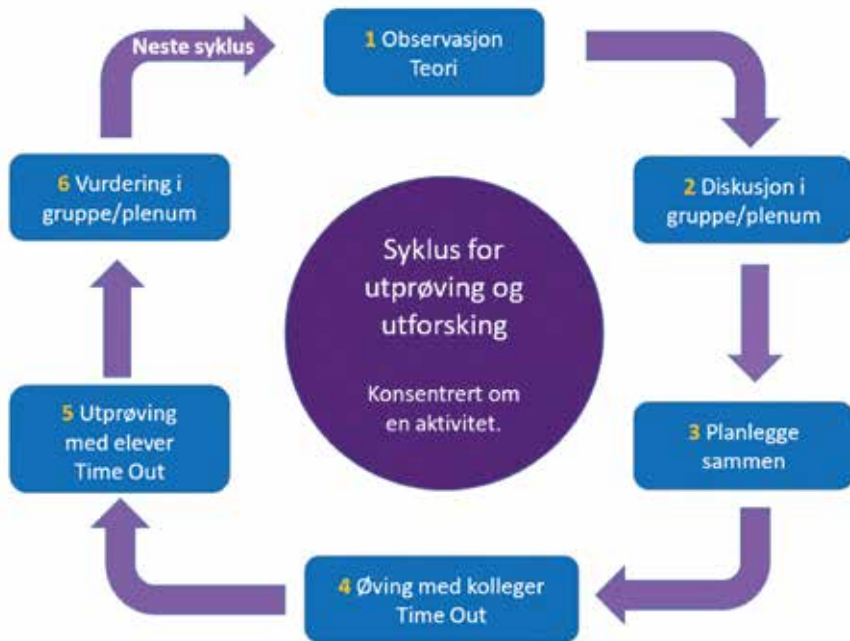 Neste syklus
1 Observasjon
Teori
2 Diskusjon i
gruppe/plenum
3 Planlegge
sammen
4 Øving med kolleger
Time Out
5 Utprøving
med elever
Time Out
6 Vurdering i
gruppe/plenum
Syklus for
utprøving og
utforsking
Konsentrert om
en aktivitet.